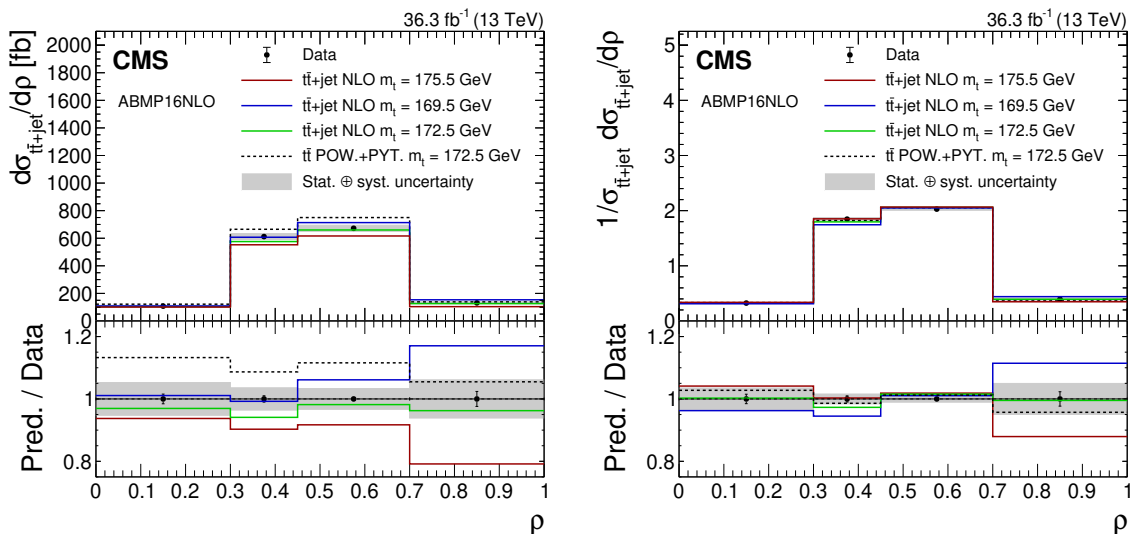 36.3 fb⁻¹ (13 TeV)
CMS
ABMP16NLO
Data
tt̄+jet NLO mₜ = 175.5 GeV
tt̄+jet NLO mₜ = 169.5 GeV
tt̄+jet NLO mₜ = 172.5 GeV
tt̄ POW.+PYT. mₜ = 172.5 GeV
Stat. ⊕ syst. uncertainty
dσ_{tt̄+jet}/dρ [fb]
2000
1800
1600
1400
1200
1000
800
600
400
200
0
Pred. / Data
1.2
1
0.8
0 0.1 0.2 0.3 0.4 0.5 0.6 0.7 0.8 0.9 1
ρ
36.3 fb⁻¹ (13 TeV)
CMS
ABMP16NLO
Data
tt̄+jet NLO mₜ = 175.5 GeV
tt̄+jet NLO mₜ = 169.5 GeV
tt̄+jet NLO mₜ = 172.5 GeV
tt̄ POW.+PYT. mₜ = 172.5 GeV
Stat. ⊕ syst. uncertainty
1/σ_{tt̄+jet} dσ_{tt̄+jet}/dρ
5
4
3
2
1
0
Pred. / Data
1.2
1
0.8
0 0.1 0.2 0.3 0.4 0.5 0.6 0.7 0.8 0.9 1
ρ